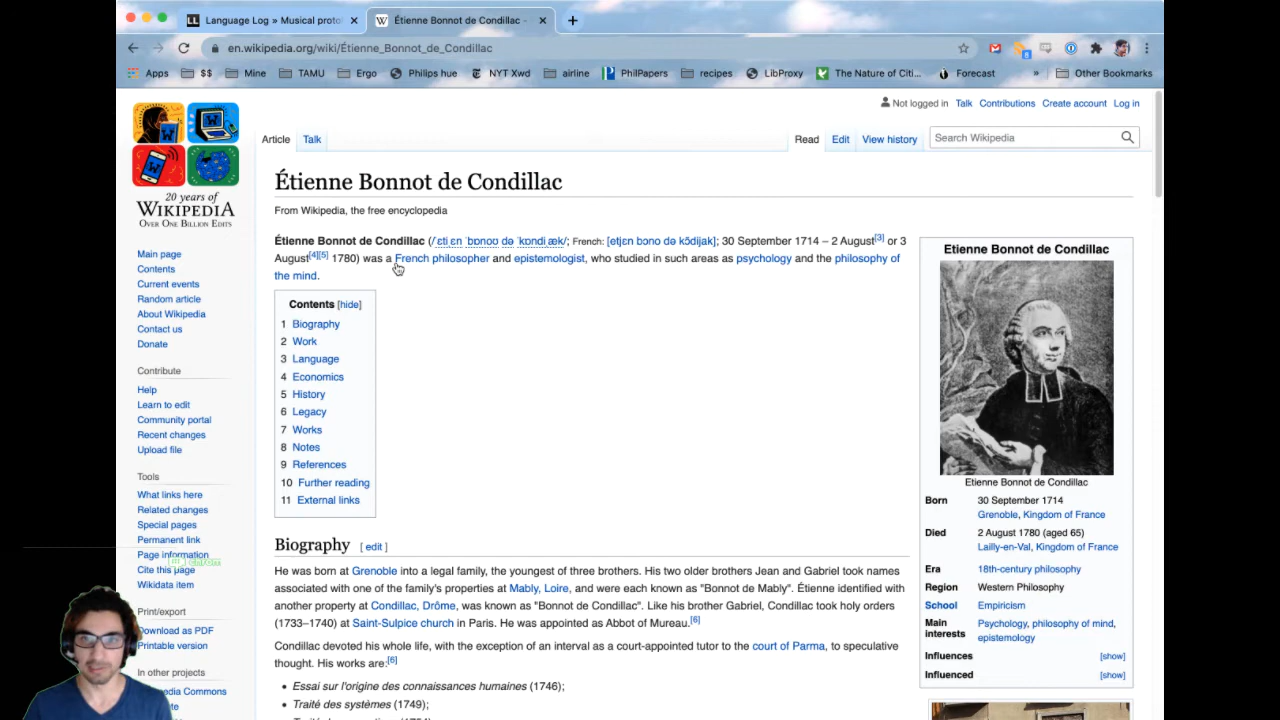 Language Log » Musical proto
Étienne Bonnot de Condillac -
en.wikipedia.org/wiki/Étienne_Bonnot_de_Condillac
Apps $$ Mine TAMU Ergo Philips hue NYT Xwd airline PhilPapers recipes LibProxy The Nature of Citi... Forecast » Other Bookmarks
Not logged in Talk Contributions Create account Log in
Article Talk Read Edit View history Search Wikipedia
20 years of
WIKIPEDIA
Over One Billion Edits
Main page
Contents
Current events
Random article
About Wikipedia
Contact us
Donate
Contribute
Help
Learn to edit
Community portal
Recent changes
Upload file
Tools
What links here
Related changes
Special pages
Permanent link
Page information
Cite this page
Wikidata item
Print/export
Download as PDF
Printable version
In other projects
pedia Commons
Étienne Bonnot de Condillac
From Wikipedia, the free encyclopedia
Étienne Bonnot de Condillac (/ˈɛtiˌɛn ˈbɒnoʊ də ˈkɒndiˌæk/; French: [etjɛn bɔno də kɔ̃dijak]; 30 September 1714 – 2 August[3] or 3
August[4][5] 1780) was a French philosopher and epistemologist, who studied in such areas as psychology and the philosophy of
the mind.
Contents [hide]
1 Biography
2 Work
3 Language
4 Economics
5 History
6 Legacy
7 Works
8 Notes
9 References
10 Further reading
11 External links
Biography [ edit ]
He was born at Grenoble into a legal family, the youngest of three brothers. His two older brothers Jean and Gabriel took names
associated with one of the family's properties at Mably, Loire, and were each known as "Bonnot de Mably". Étienne identified with
another property at Condillac, Drôme, was known as "Bonnot de Condillac". Like his brother Gabriel, Condillac took holy orders
(1733–1740) at Saint-Sulpice church in Paris. He was appointed as Abbot of Mureau.[6]
Condillac devoted his whole life, with the exception of an interval as a court-appointed tutor to the court of Parma, to speculative
thought. His works are:[6]
• Essai sur l'origine des connaissances humaines (1746);
• Traité des systèmes (1749);
Etienne Bonnot de Condillac
Etienne Bonnot de Condillac
Born 30 September 1714
Grenoble, Kingdom of France
Died 2 August 1780 (aged 65)
Lailly-en-Val, Kingdom of France
Era 18th-century philosophy
Region Western Philosophy
School Empiricism
Main interests Psychology, philosophy of mind, epistemology
Influences [show]
Influenced [show]